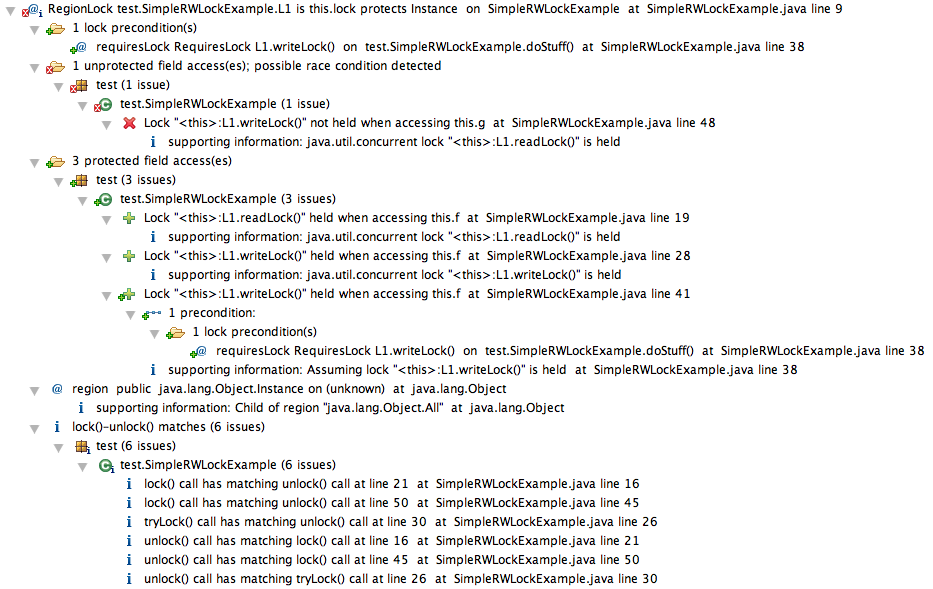 RegionLock test.SimpleRWLockExample.L1 is this.lock protects Instance on SimpleRWLockExample at SimpleRWLockExample.java line 9
1 lock precondition(s)
@ requiresLock RequiresLock L1.writeLock() on test.SimpleRWLockExample.doStuff() at SimpleRWLockExample.java line 38
1 unprotected field access(es); possible race condition detected
test (1 issue)
test.SimpleRWLockExample (1 issue)
Lock "<this>:L1.writeLock()" not held when accessing this.g at SimpleRWLockExample.java line 48
i supporting information: java.util.concurrent lock "<this>:L1.readLock()" is held
3 protected field access(es)
test (3 issues)
test.SimpleRWLockExample (3 issues)
Lock "<this>:L1.readLock()" held when accessing this.f at SimpleRWLockExample.java line 19
i supporting information: java.util.concurrent lock "<this>:L1.readLock()" is held
Lock "<this>:L1.writeLock()" held when accessing this.f at SimpleRWLockExample.java line 28
i supporting information: java.util.concurrent lock "<this>:L1.writeLock()" is held
Lock "<this>:L1.writeLock()" held when accessing this.f at SimpleRWLockExample.java line 41
1 precondition:
1 lock precondition(s)
@ requiresLock RequiresLock L1.writeLock() on test.SimpleRWLockExample.doStuff() at SimpleRWLockExample.java line 38
i supporting information: Assuming lock "<this>:L1.writeLock()" is held at SimpleRWLockExample.java line 38
@ region public java.lang.Object.Instance on (unknown) at java.lang.Object
i supporting information: Child of region "java.lang.Object.All" at java.lang.Object
i lock()-unlock() matches (6 issues)
test (6 issues)
test.SimpleRWLockExample (6 issues)
i lock() call has matching unlock() call at line 21 at SimpleRWLockExample.java line 16
i lock() call has matching unlock() call at line 50 at SimpleRWLockExample.java line 45
i tryLock() call has matching unlock() call at line 30 at SimpleRWLockExample.java line 26
i unlock() call has matching lock() call at line 16 at SimpleRWLockExample.java line 21
i unlock() call has matching lock() call at line 45 at SimpleRWLockExample.java line 50
i unlock() call has matching tryLock() call at line 26 at SimpleRWLockExample.java line 30